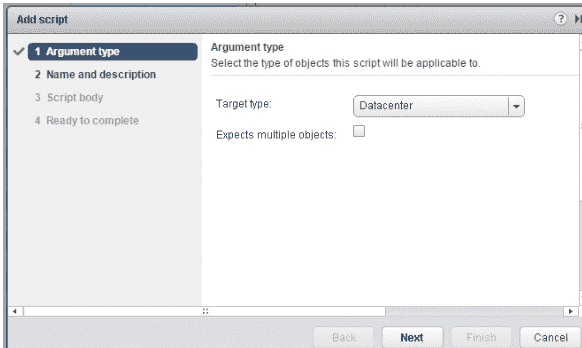 Add script
?
1 Argument type
2 Name and description
3 Script body
4 Ready to complete
Argument type
Select the type of objects this script will be applicable to.
Target type:
Datacenter
Expects multiple objects:
Back
Next
Finish
Cancel